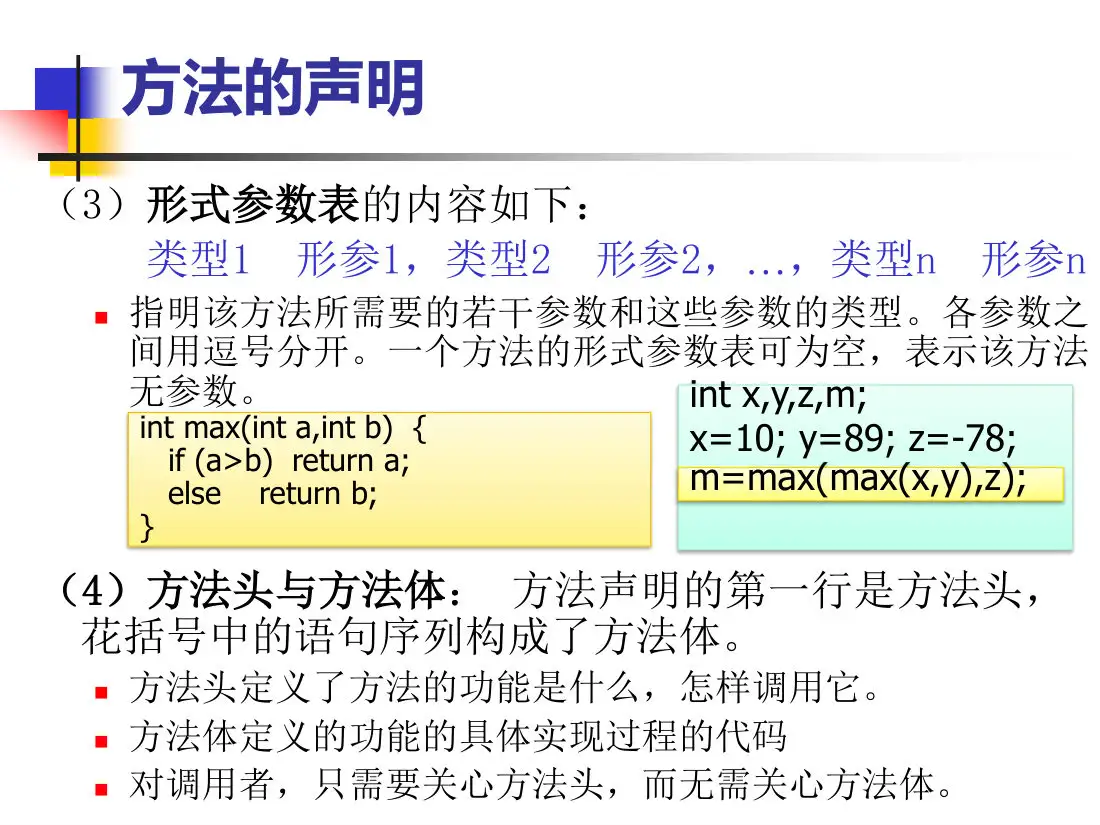 方法的声明
（3）形式参数表的内容如下：
类型1 形参1，类型2 形参2，…，类型n 形参n
指明该方法所需要的若干参数和这些参数的类型。各参数之
间用逗号分开。一个方法的形式参数表可为空，表示该方法
无参数。
int max(int a,int b) {
if (a>b) return a;
else return b;
}
int x,y,z,m;
x=10; y=89; z=-78;
m=max(max(x,y),z);
（4）方法头与方法体： 方法声明的第一行是方法头，
花括号中的语句序列构成了方法体。
方法头定义了方法的功能是什么，怎样调用它。
方法体定义的功能的具体实现过程的代码
对调用者，只需要关心方法头，而无需关心方法体。